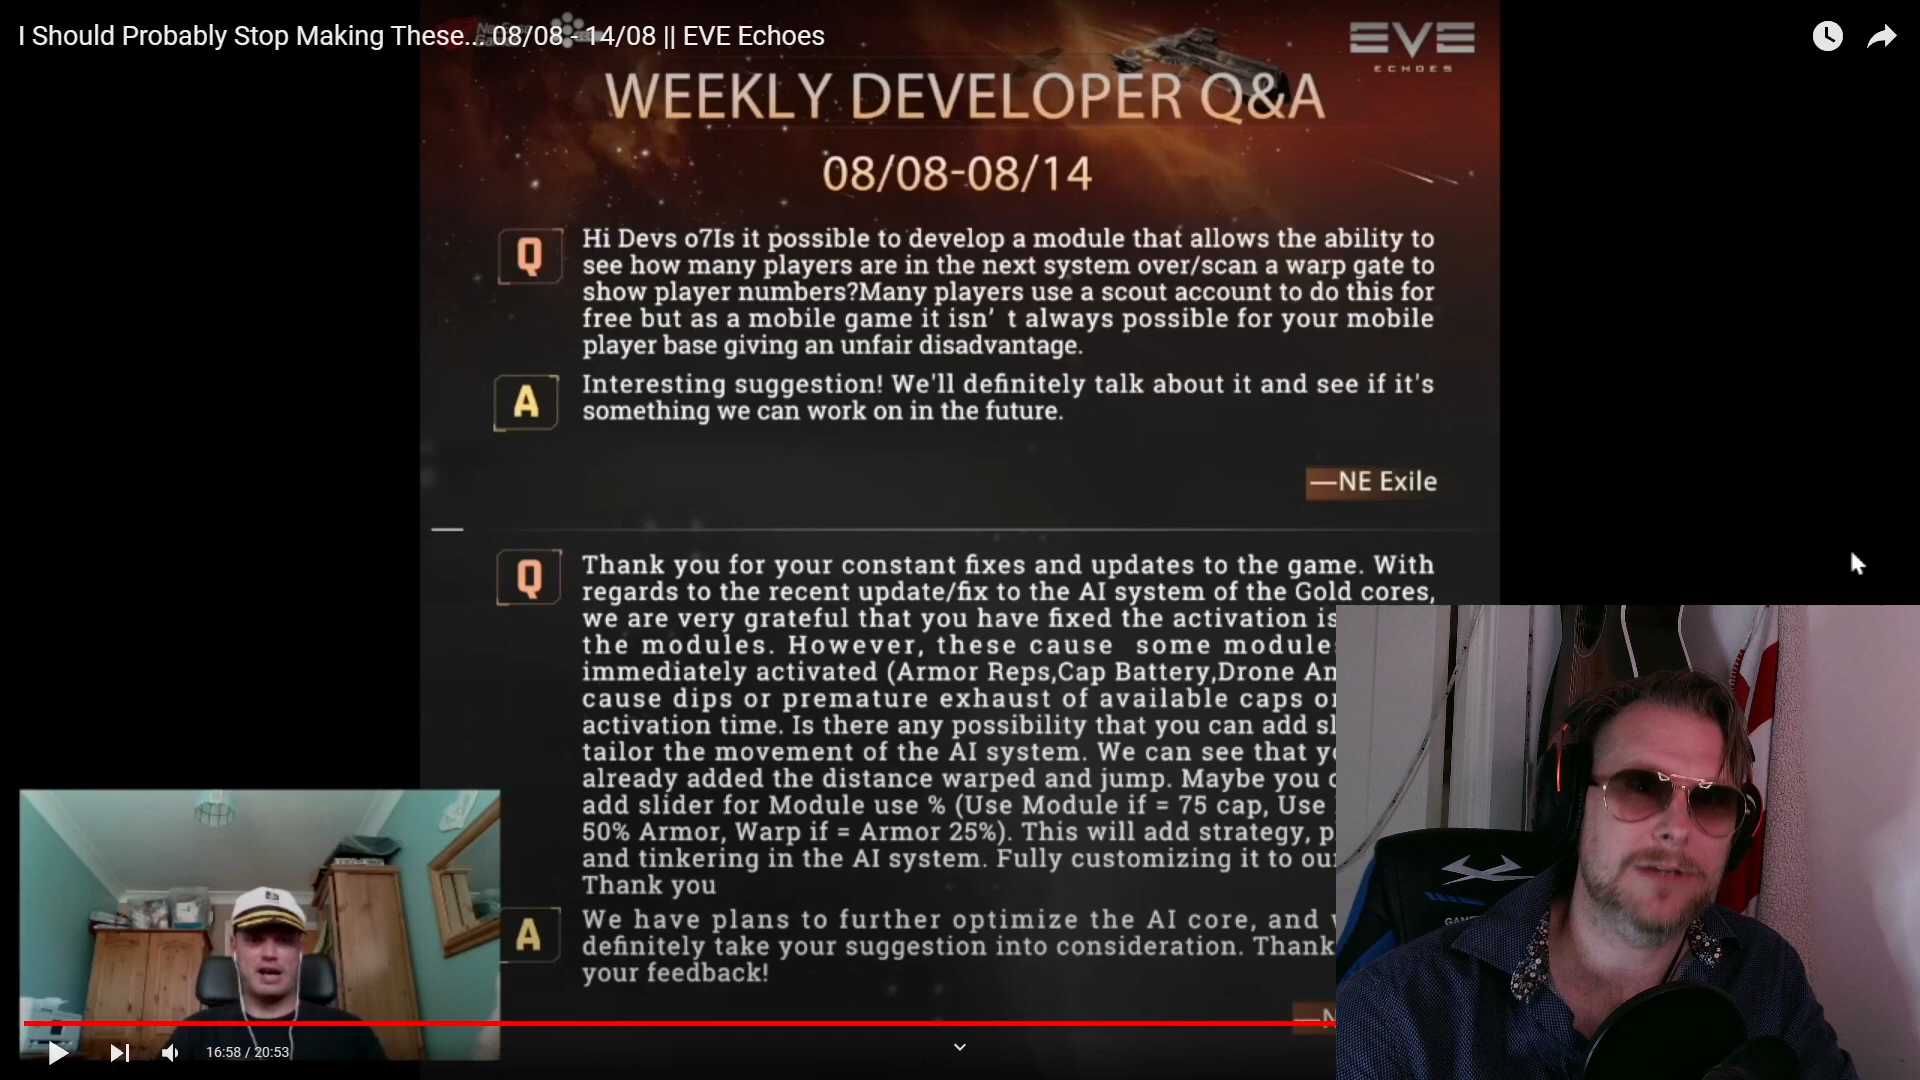 I Should Probably Stop Making These... 08/08 - 14/08 || EVE Echoes
EVE
ECHOES
WEEKLY DEVELOPER Q&A
08/08-08/14
Q
Hi Devs o7Is it possible to develop a module that allows the ability to
see how many players are in the next system over/scan a warp gate to
show player numbers?Many players use a scout account to do this for
free but as a mobile game it isn’ t always possible for your mobile
player base giving an unfair disadvantage.
A
Interesting suggestion! We'll definitely talk about it and see if it's
something we can work on in the future.
—NE Exile
Q
Thank you for your constant fixes and updates to the game. With
regards to the recent update/fix to the AI system of the Gold cores,
we are very grateful that you have fixed the activation is
the modules. However, these cause some module
immediately activated (Armor Reps,Cap Battery,Drone
cause dips or premature exhaust of available caps
activation time. Is there any possibility that you can add
tailor the movement of the AI system. We can see that
already added the distance warped and jump. Maybe you
add slider for Module use % (Use Module if = 75 cap, Use
50% Armor, Warp if = Armor 25%). This will add strategy,
and tinkering in the AI system. Fully customizing it to
Thank you
A
We have plans to further optimize the AI core, and
definitely take your suggestion into consideration. Thank
your feedback!
16:58 / 20:53